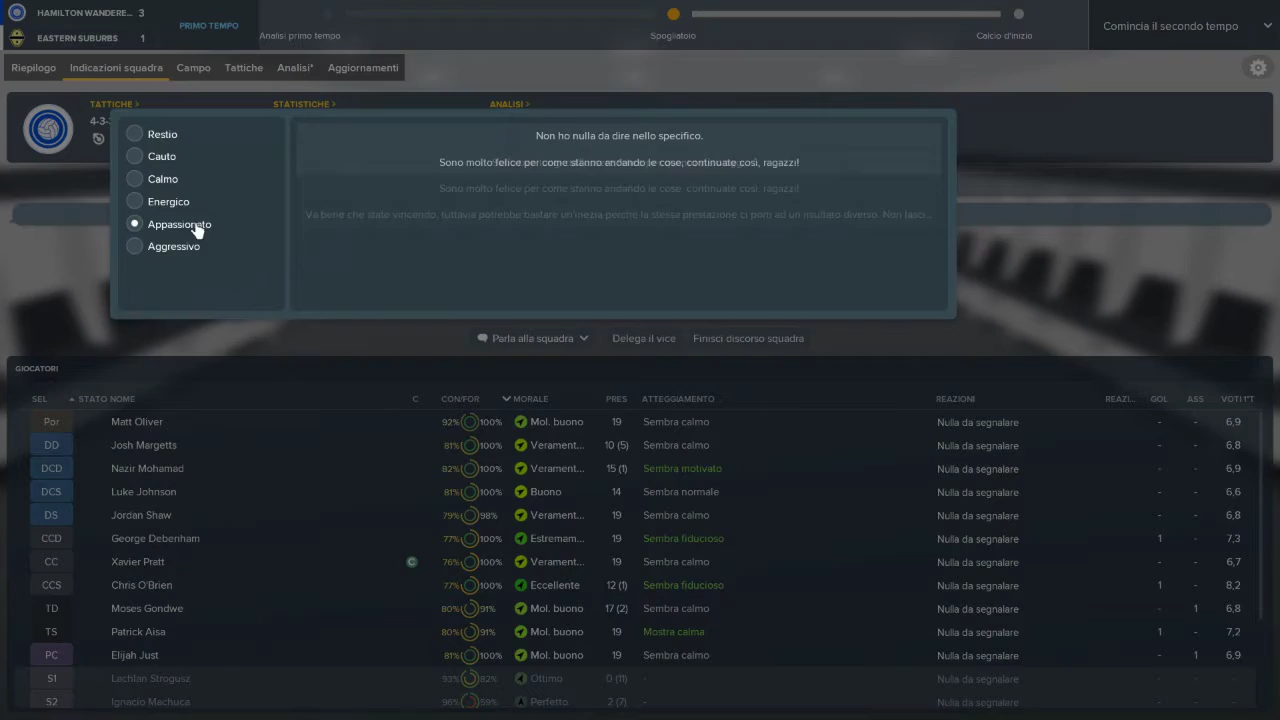 HAMILTON WANDERE... 3
EASTERN SUBURBS 1
PRIMO TEMPO
Analisi primo tempo
Spogliatoio
Calcio d'inizio
Comincia il secondo tempo
Riepilogo Indicazioni squadra Campo Tattiche Analisi* Aggiornamenti
TATTICHE > STATISTICHE > ANALISI >
4-3-
Restio
Cauto
Calmo
Energico
Appassionato
Aggressivo
Non ho nulla da dire nello specifico.
Sono molto felice per come stanno andando le cose, continuate così, ragazzi!
Sono molto felice per come stanno andando le cose, continuate così, ragazzi!
Va bene che state vincendo, tuttavia potrebbe bastare un'inezia perché la stessa prestazione ci porti ad un risultato diverso. Non lasc...
Parla alla squadra Delega il vice Finisci discorso squadra
GIOCATORI
SEL STATO NOME C CON/FOR MORALE PRES ATTEGGIAMENTO REAZIONI REAZI... GOL ASS VOTI 1°T
Por Matt Oliver 92% 100% Mol. buono 19 Sembra calmo Nulla da segnalare - - 6,9
DD Josh Margetts 81% 100% Verament... 10 (5) Sembra calmo Nulla da segnalare - - 6,8
DCD Nazir Mohamad 82% 100% Verament... 15 (1) Sembra motivato Nulla da segnalare - - 6,9
DCS Luke Johnson 81% 100% Buono 14 Sembra normale Nulla da segnalare - - 6,6
DS Jordan Shaw 79% 98% Verament... 19 Sembra calmo Nulla da segnalare - - 6,8
CCD George Debenham 77% 100% Estremam... 19 Sembra fiducioso Nulla da segnalare 1 - 7,3
CC Xavier Pratt C 76% 100% Verament... 19 Sembra calmo Nulla da segnalare - - 6,7
CCS Chris O'Brien 77% 100% Eccellente 12 (1) Sembra fiducioso Nulla da segnalare 1 - 8,2
TD Moses Gondwe 80% 91% Mol. buono 17 (2) Sembra calmo Nulla da segnalare - 1 6,8
TS Patrick Aisa 80% 91% Mol. buono 19 Mostra calma Nulla da segnalare 1 - 7,2
PC Elijah Just 81% 100% Mol. buono 19 Sembra calmo Nulla da segnalare - 1 6,9
S1 Lachlan Strogusz 93% 82% Ottimo 0 (11) -
S2 Ignacio Machuca 96% 59% Perfetto 2 (7) -